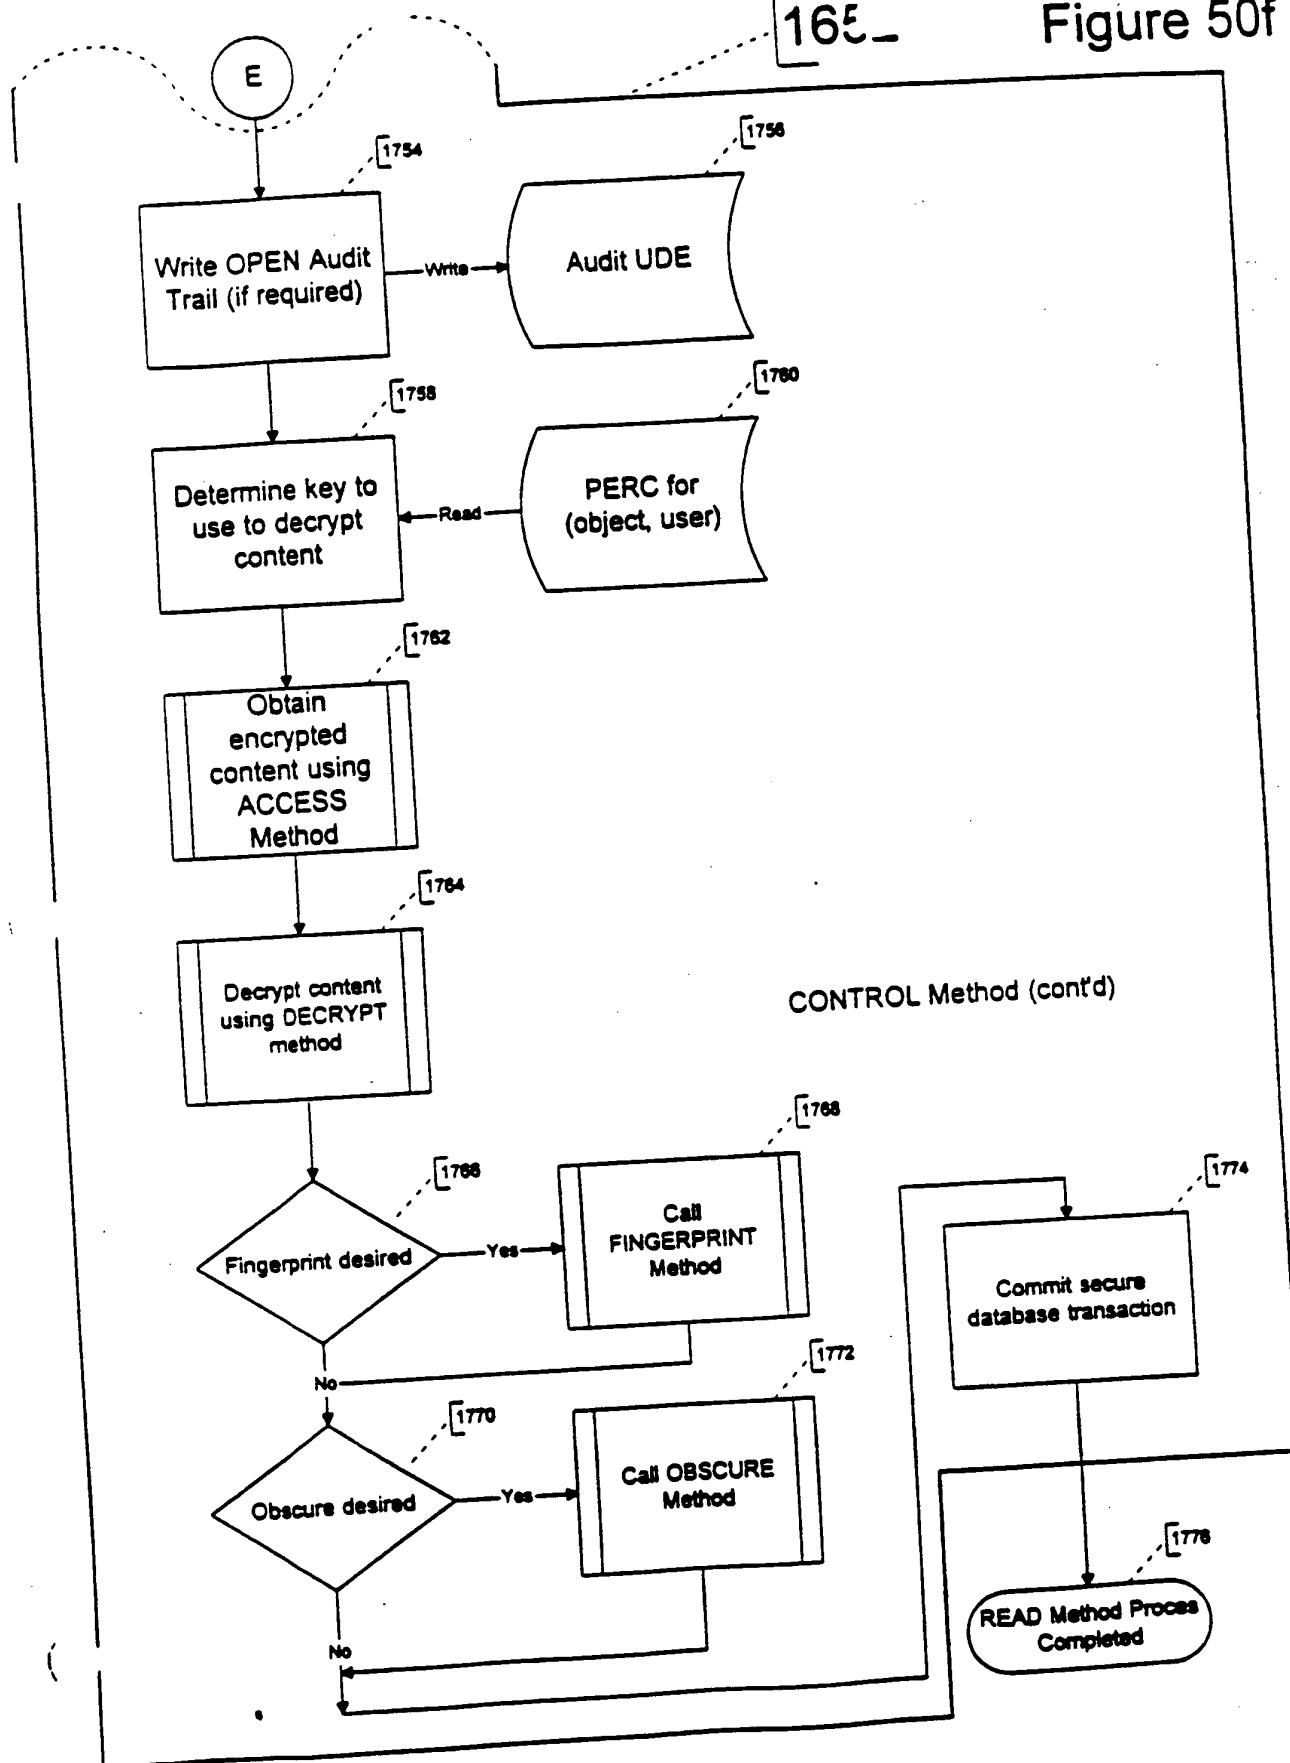 165
Figure 50f
E
1754
1756
Write OPEN Audit
Trail (if required)
Write
Audit UDE
1758
1760
Determine key to
use to decrypt
content
Read
PERC for
(object, user)
1762
Obtain
encrypted
content using
ACCESS
Method
1764
Decrypt content
using DECRYPT
method
CONTROL Method (cont'd)
1766
1768
1774
Fingerprint desired
Yes
Call
FINGERPRINT
Method
Commit secure
database transaction
No
1770
1772
Obscure desired
Yes
Call OBSCURE
Method
No
1776
READ Method Proces
Completed